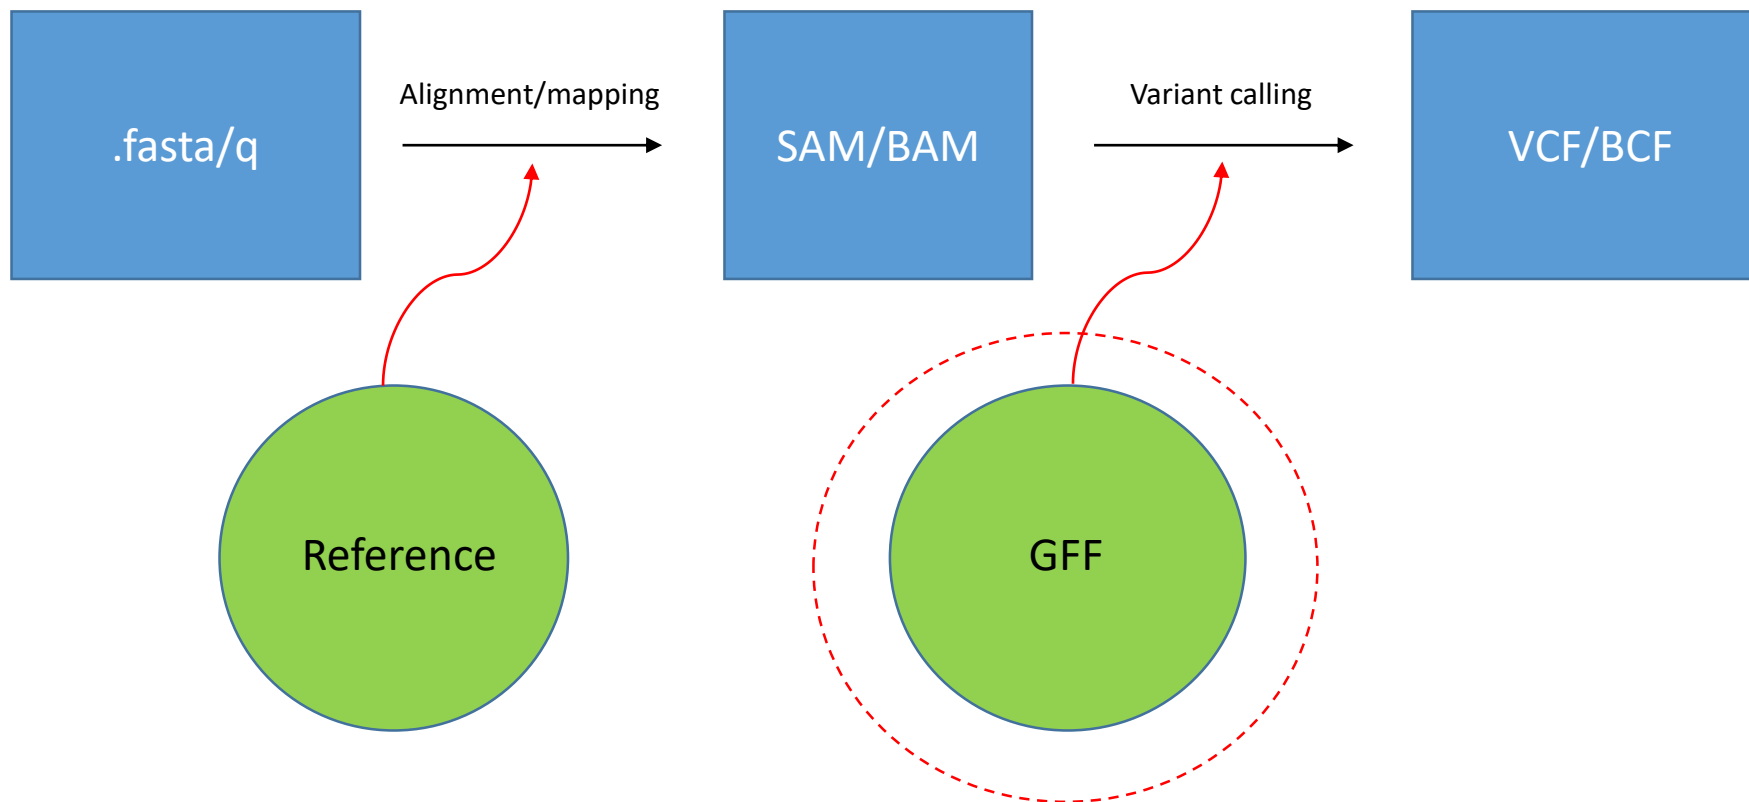 Alignment/mapping
Variant calling
.fasta/q
SAM/BAM
VCF/BCF
Reference
GFF